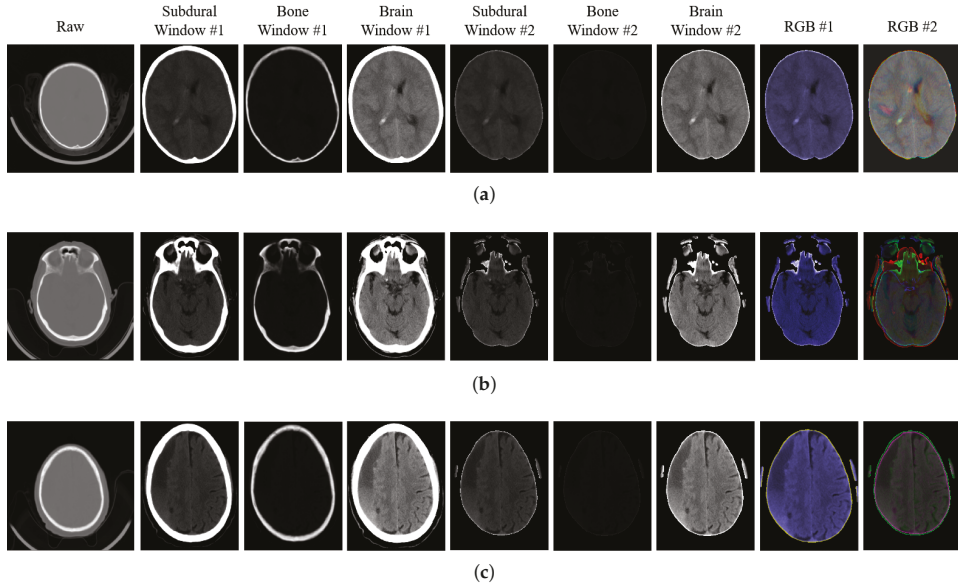 Raw
Subdural
Window #1
Bone
Window #1
Brain
Window #1
Subdural
Window #2
Bone
Window #2
Brain
Window #2
RGB #1
RGB #2
(a)
(b)
(c)